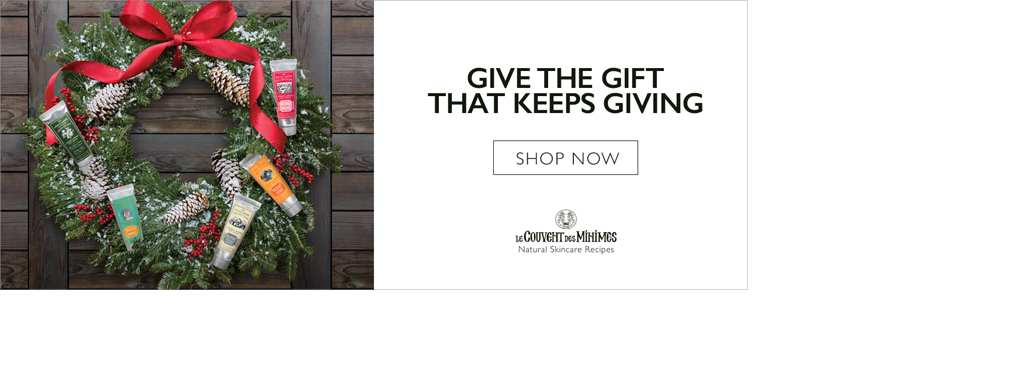 GIVE THE GIFT
THAT KEEPS GIVING
SHOP NOW
LE COUVENT DES MINIMES
Natural Skincare Recipes